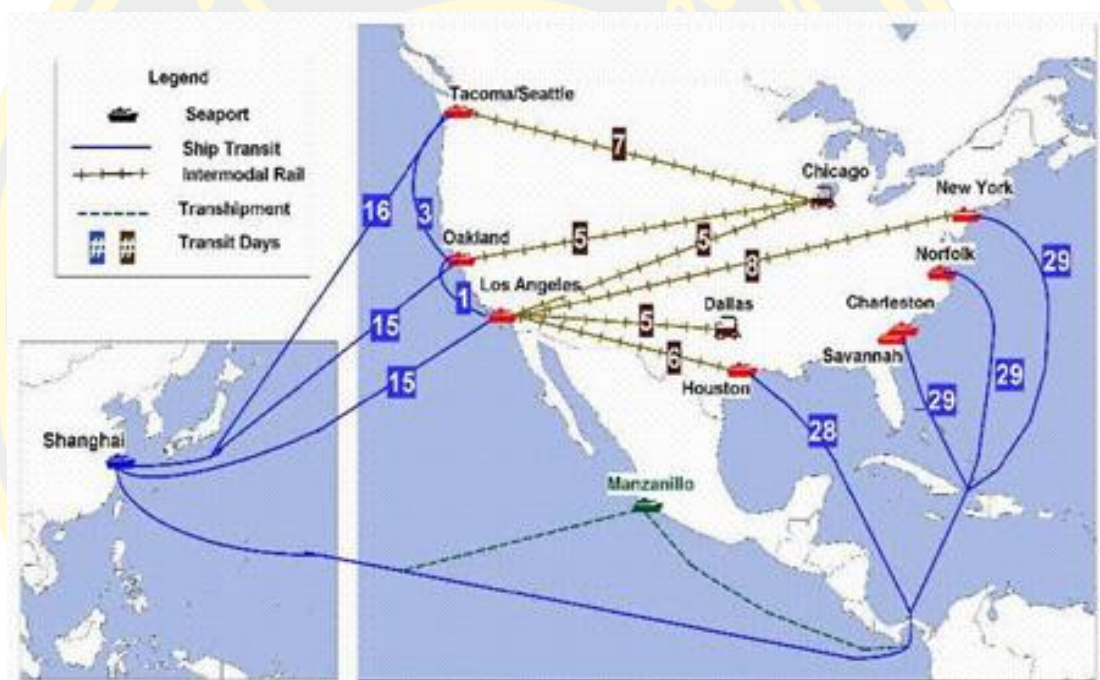 Legend
Seaport
Ship Transit
Intermodal Rail
Transhipment
# # Transit Days
Tacoma/Seattle
7
Chicago
New York
16
3
Oakland
5
5
8
Norfolk
29
Los Angeles
1
Dallas
Charleston
15
5
Savannah
15
6
Houston
29
29
28
Shanghai
Manzanillo